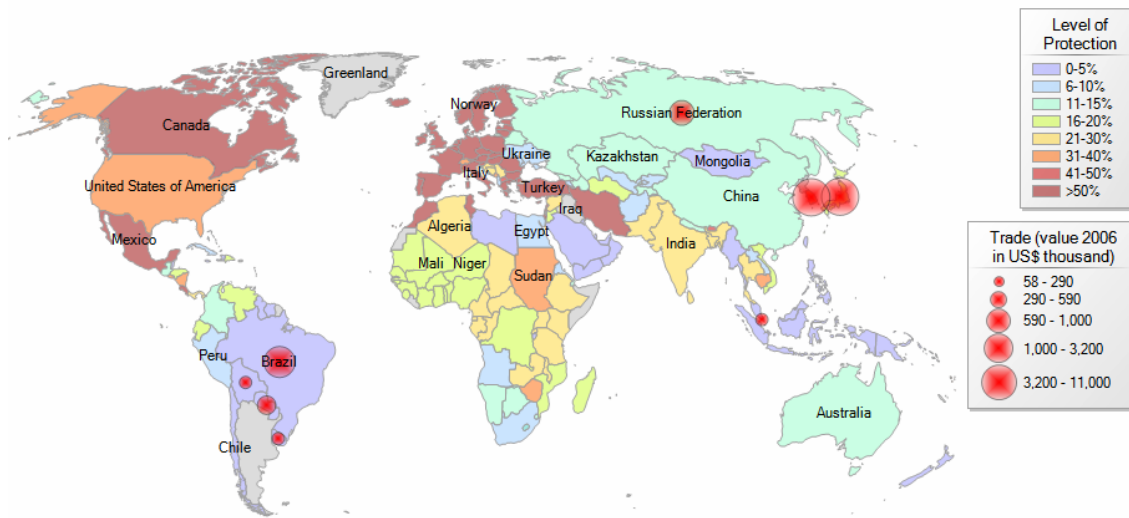 Greenland
Norway
Canada
Russian Federation
Ukraine
Kazakhstan
Mongolia
Italy
United States of America
Turkey
China
Iraq
Algeria
Egypt
Mexico
India
Mali
Niger
Sudan
Peru
Brazil
Australia
Chile
Level of
Protection
0-5%
6-10%
11-15%
16-20%
21-30%
31-40%
41-50%
>50%
Trade (value 2006
in US$ thousand)
58 - 290
290 - 590
590 - 1,000
1,000 - 3,200
3,200 - 11,000